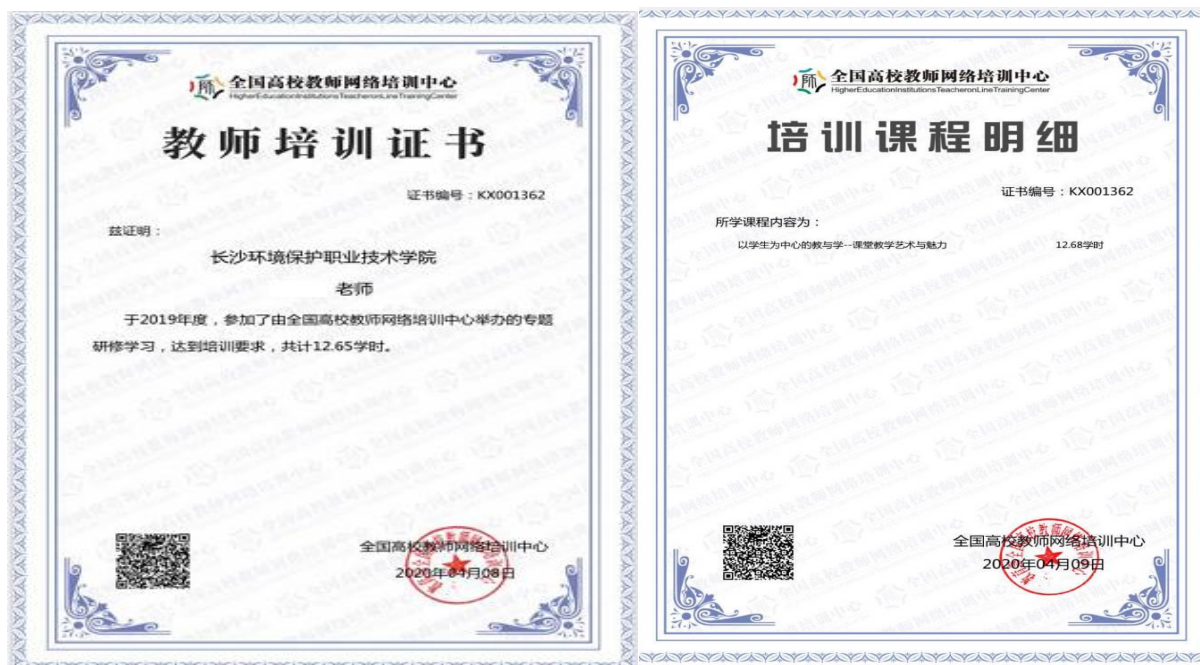 全国高校教师网络培训中心
HigherEducationInstitutionsTeacheronLineTrainingCenter
教师培训证书
证书编号：KX001362
兹证明：
长沙环境保护职业技术学院
老师
于2019年度，参加了由全国高校教师网络培训中心举办的专题
研修学习，达到培训要求，共计12.65学时。
全国高校教师网络培训中心
2020年04月08日
全国高校教师网络培训中心
HigherEducationInstitutionsTeacheronLineTrainingCenter
培训课程明细
证书编号：KX001362
所学课程内容为：
以学生为中心的教与学--课堂教学艺术与魅力 12.68学时
全国高校教师网络培训中心
2020年04月09日